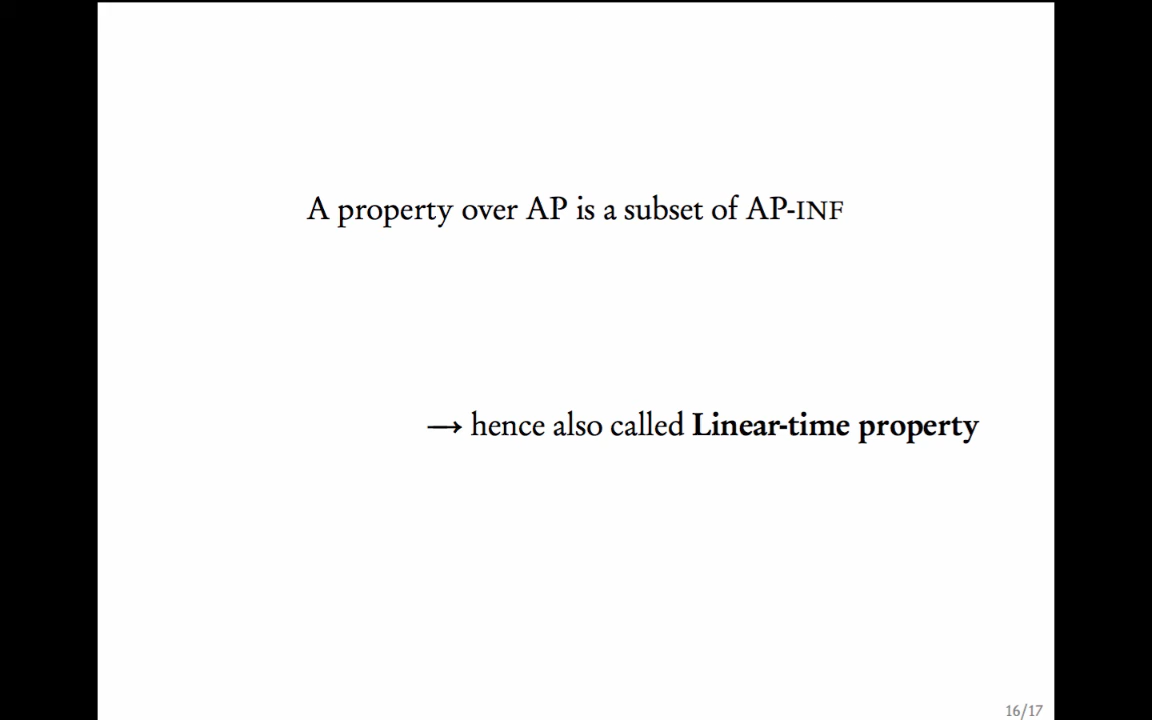 A property over AP is a subset of AP-INF
→ hence also called Linear-time property
16/17